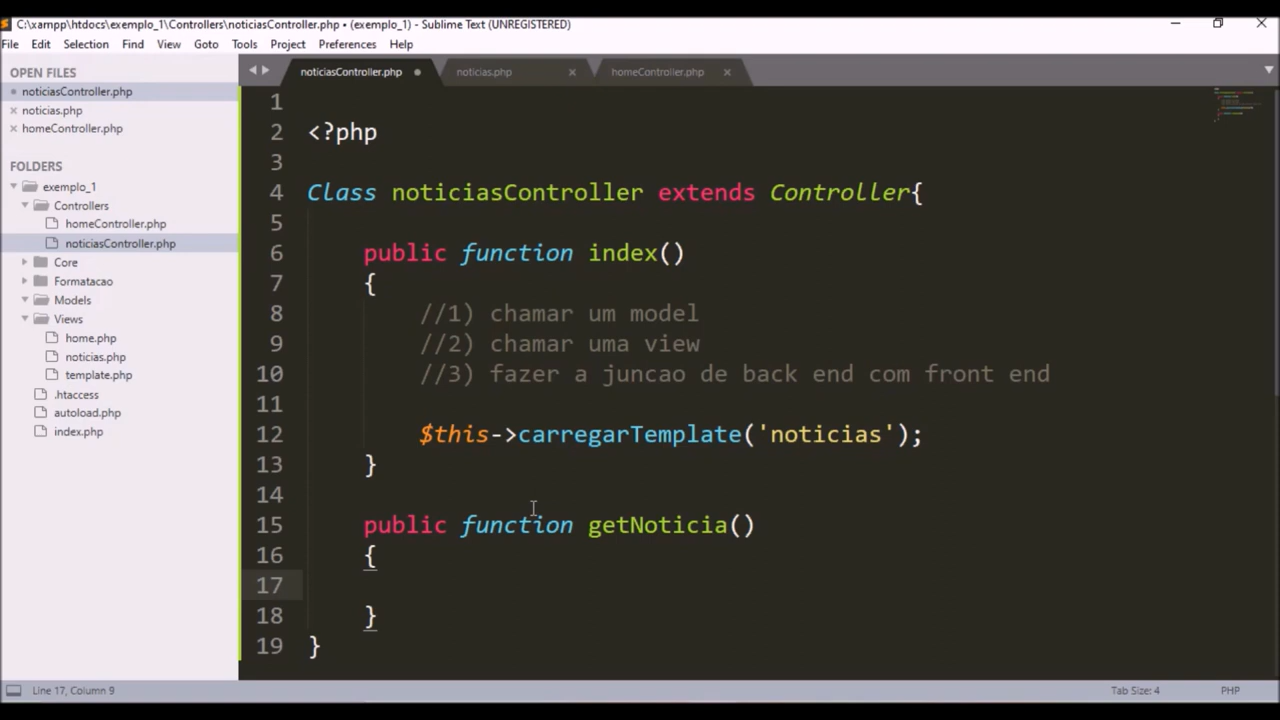 C:\xampp\htdocs\exemplo_1\Controllers\noticiasController.php • (exemplo_1) - Sublime Text (UNREGISTERED)
File Edit Selection Find View Goto Tools Project Preferences Help
OPEN FILES
noticiasController.php
noticias.php
homeController.php
FOLDERS
exemplo_1
Controllers
homeController.php
noticiasController.php
Core
Formatacao
Models
Views
home.php
noticias.php
template.php
.htaccess
autoload.php
index.php
noticiasController.php noticias.php homeController.php
1
2 <?php
3
4 Class noticiasController extends Controller{
5
6 public function index()
7 {
8 //1) chamar um model
9 //2) chamar uma view
10 //3) fazer a juncao de back end com front end
11
12 $this->carregarTemplate('noticias');
13 }
14
15 public function getNoticia()
16 {
17
18 }
19 }
Line 17, Column 9 Tab Size: 4 PHP